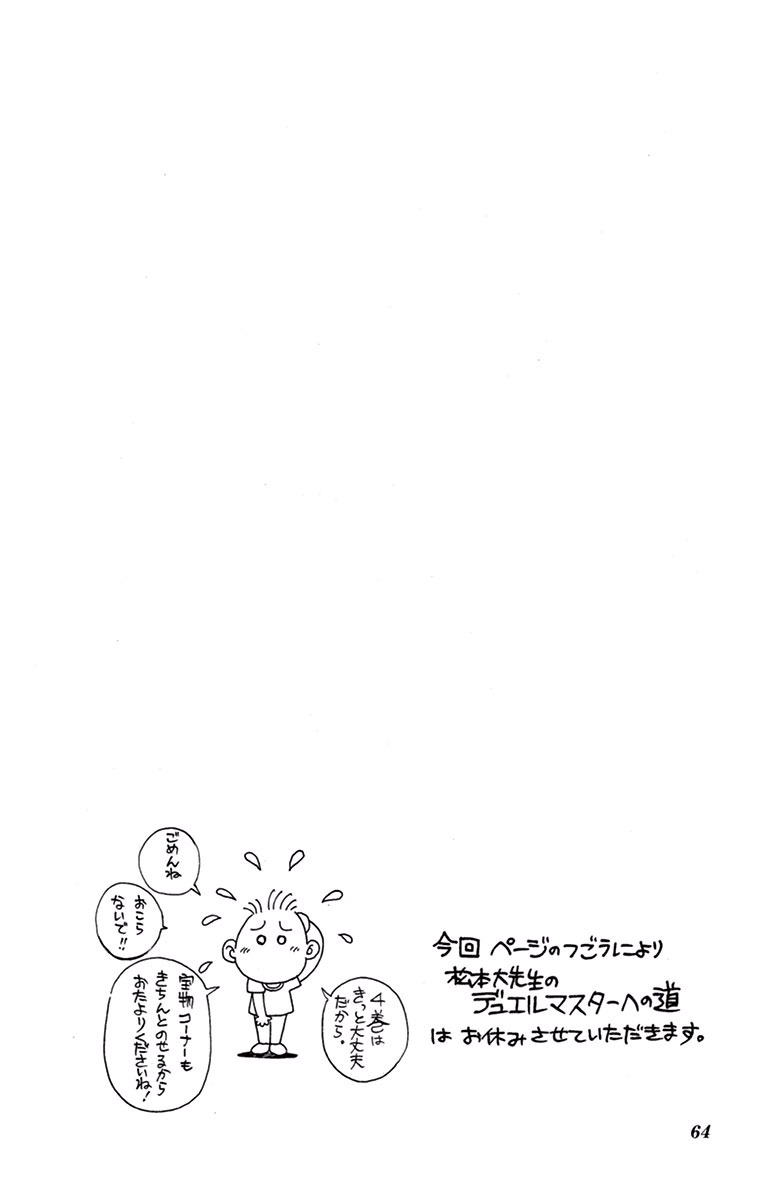 今回 ページのつごうにより
松本大先生の
デュエルマスターへの道
は お休みさせていただきます。
4巻は
きっと大丈夫
だから。
ごめんね
おこら
ないで!!
宝物コーナーも
きちんとのせるから
おたよりくださいね!
64